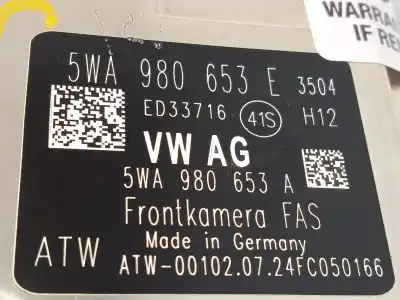 WARRAN
IF RE
5WA 980 653 E 3504
ED33716 41S H12
VW AG
5WA 980 653 A
Frontkamera FAS
Made in Germany
ATW ATW-00102.07.24FC050166